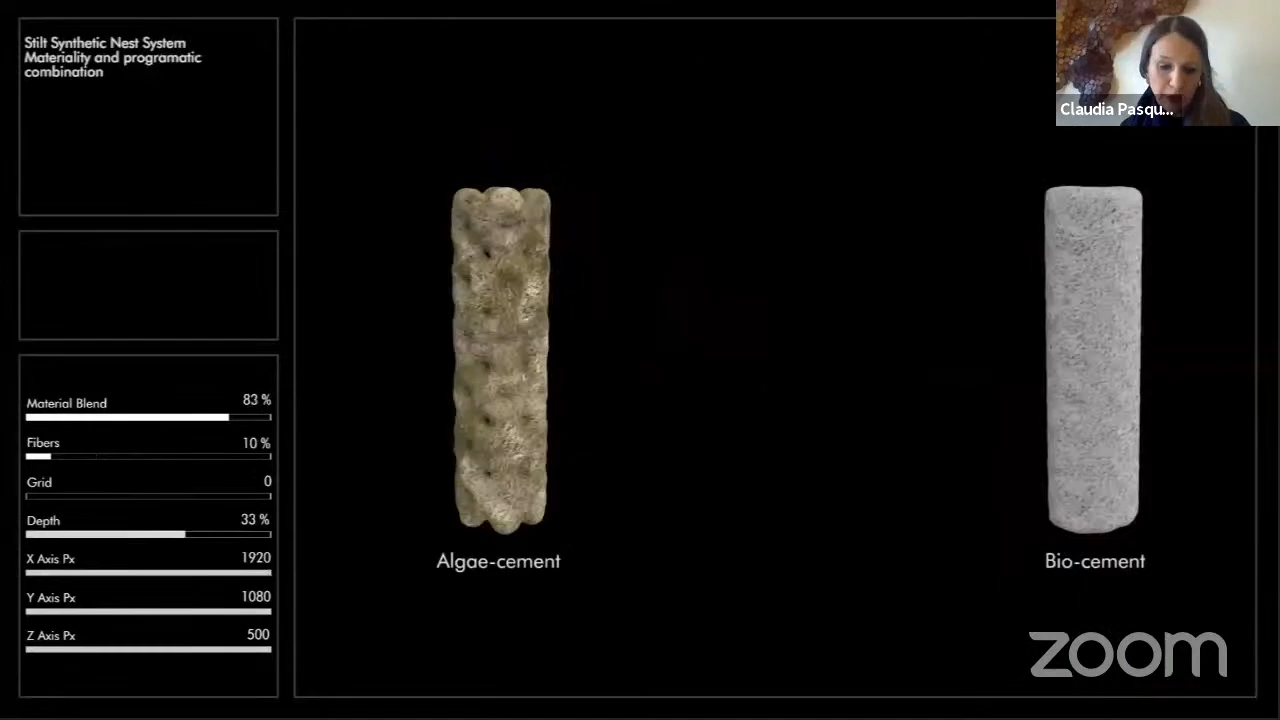 Stilt Synthetic Nest System
Materiality and programatic
combination
Claudia Pasqu...
Material Blend 83 %
Fibers 10 %
Grid 0
Depth 33 %
X Axis Px 1920
Y Axis Px 1080
Z Axis Px 500
Algae-cement
Bio-cement
zoom